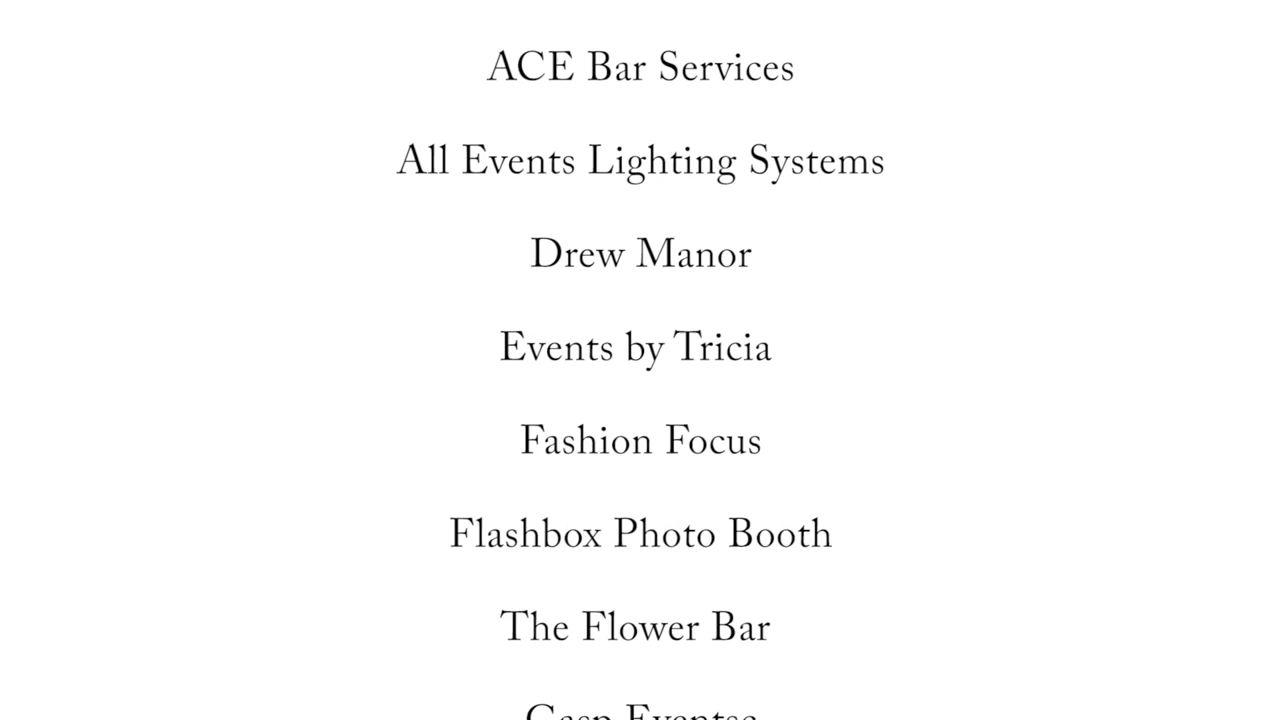 ACE Bar Services
All Events Lighting Systems
Drew Manor
Events by Tricia
Fashion Focus
Flashbox Photo Booth
The Flower Bar